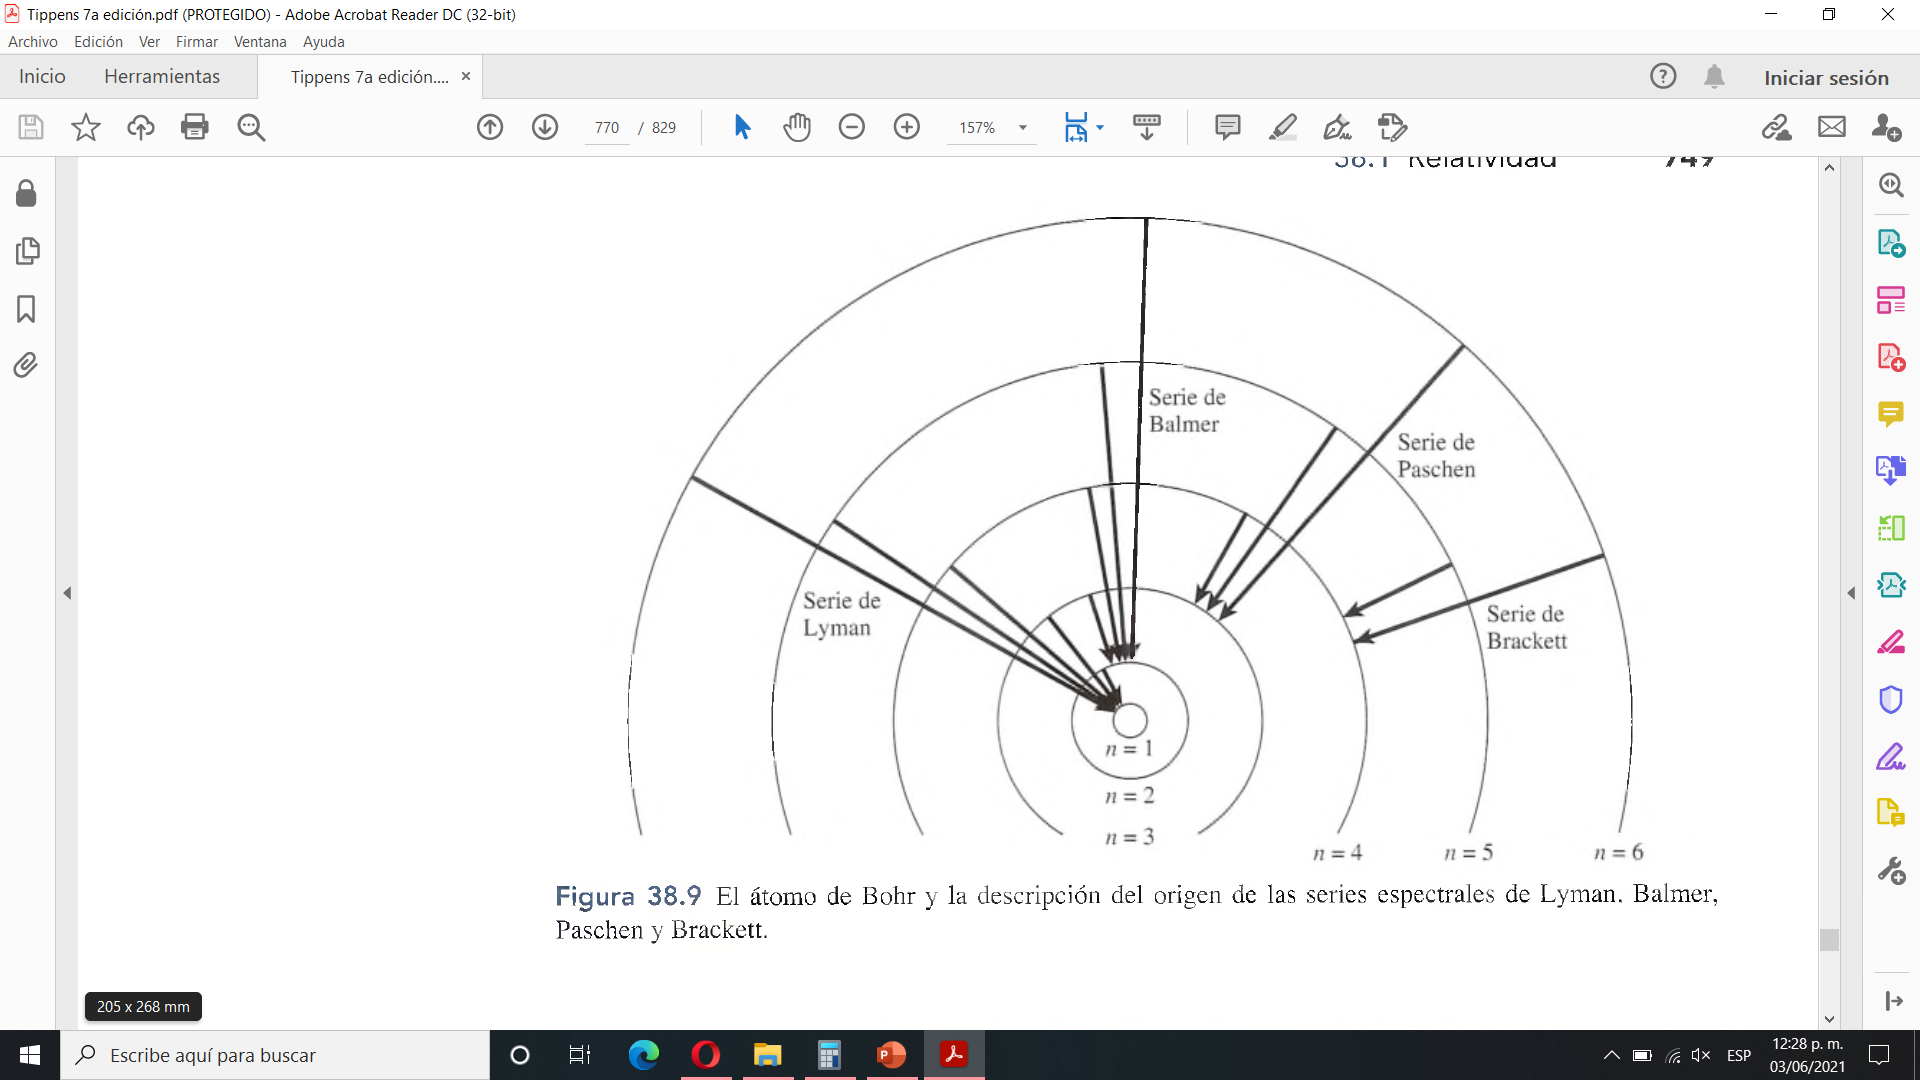 Tippens 7a edición.pdf (PROTEGIDO) - Adobe Acrobat Reader DC (32-bit)
Archivo Edición Ver Firmar Ventana Ayuda
Inicio Herramientas Tippens 7a edición.... × Iniciar sesión
770 / 829 157%
38.1 Relatividad 749
Serie de
Balmer
Serie de
Paschen
Serie de
Lyman
Serie de
Brackett
n = 1
n = 2
n = 3
n = 4 n = 5 n = 6
Figura 38.9 El átomo de Bohr y la descripción del origen de las series espectrales de Lyman. Balmer,
Paschen y Brackett.
205 x 268 mm
Escribe aquí para buscar
ESP
12:28 p. m.
03/06/2021